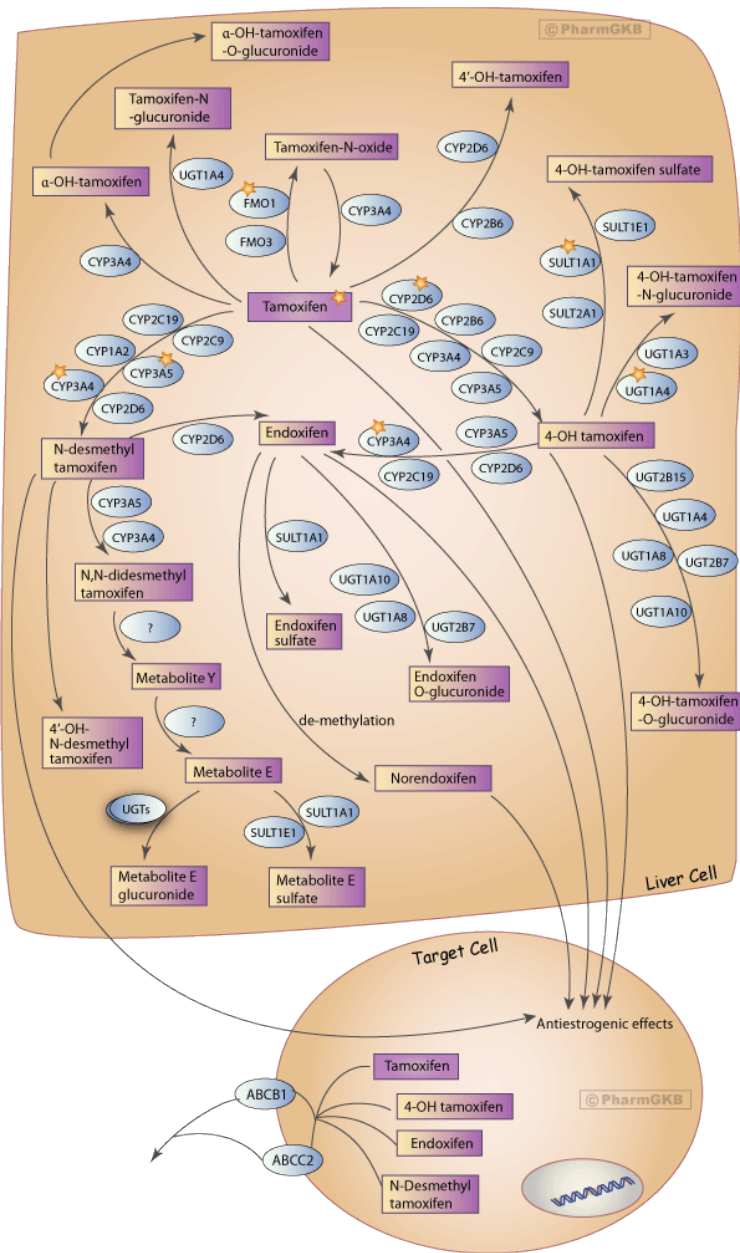 α-OH-tamoxifen
-O-glucuronide
©PharmGKB
4'-OH-tamoxifen
Tamoxifen-N
-glucuronide
Tamoxifen-N-oxide
CYP2D6
4-OH-tamoxifen sulfate
α-OH-tamoxifen
UGT1A4
FMO1
CYP3A4
CYP2B6
SULT1E1
FMO3
CYP3A4
SULT1A1
4-OH-tamoxifen
-N-glucuronide
Tamoxifen
CYP2D6
SULT2A1
CYP2C19
CYP2B6
CYP2C9
CYP2C19
CYP1A2
CYP3A4
CYP2C9
UGT1A3
CYP3A5
CYP3A4
CYP3A5
UGT1A4
CYP2D6
N-desmethyl
tamoxifen
CYP2D6
Endoxifen
CYP3A4
CYP3A5
4-OH tamoxifen
CYP2C19
CYP2D6
UGT2B15
CYP3A5
UGT1A4
CYP3A4
SULT1A1
UGT1A8
UGT2B7
N,N-didesmethyl
tamoxifen
UGT1A10
UGT1A8
UGT1A10
?
Endoxifen
sulfate
UGT2B7
Metabolite Y
Endoxifen
O-glucuronide
4-OH-tamoxifen
-O-glucuronide
?
4'-OH-
N-desmethyl
tamoxifen
de-methylation
Metabolite E
Norendoxifen
UGTs
SULT1A1
SULT1E1
Metabolite E
glucuronide
Metabolite E
sulfate
Liver Cell
Target Cell
Antiestrogenic effects
Tamoxifen
ABCB1
4-OH tamoxifen
©PharmGKB
Endoxifen
ABCC2
N-Desmethyl
tamoxifen